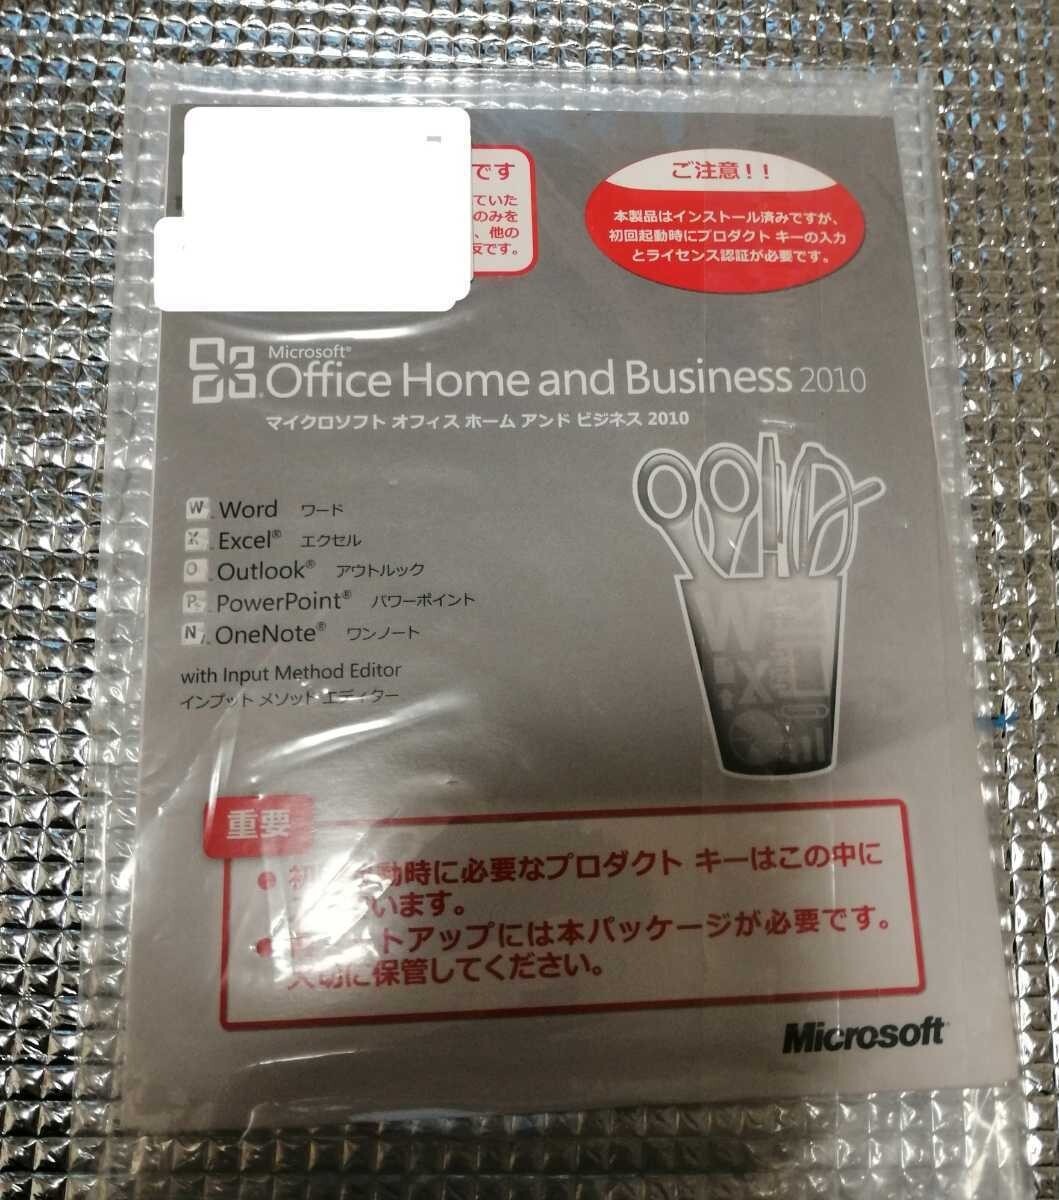 です
ていた
のみを
、他の
反です。
ご注意！！
本製品はインストール済みですが、
初回起動時にプロダクト キーの入力
とライセンス認証が必要です。
Microsoft®
Office Home and Business 2010
マイクロソフト オフィス ホーム アンド ビジネス 2010
W Word ワード
X Excel® エクセル
O Outlook® アウトルック
P PowerPoint® パワーポイント
N OneNote® ワンノート
with Input Method Editor
インプット メソッド エディター
重要
● 初 動時に必要なプロダクト キーはこの中に
います。
● トアップには本パッケージが必要です。
大切に保管してください。
Microsoft